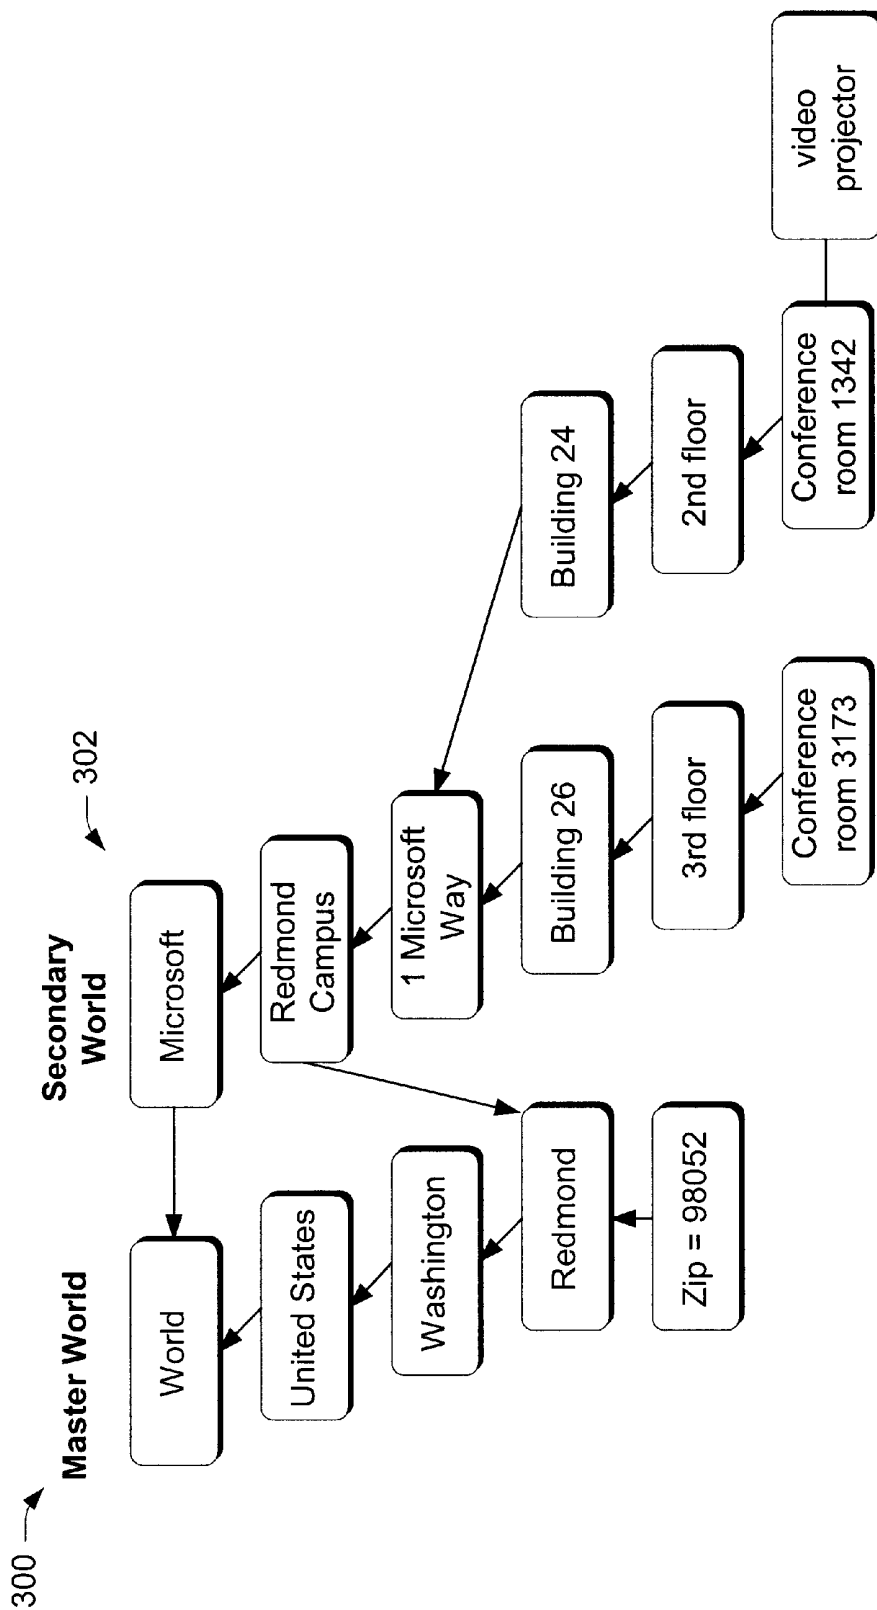 300
Master World
Secondary
World
302
World
Microsoft
United States
Redmond
Campus
Washington
1 Microsoft
Way
Redmond
Building 26
Building 24
Zip = 98052
3rd floor
2nd floor
Conference
room 3173
Conference
room 1342
video
projector